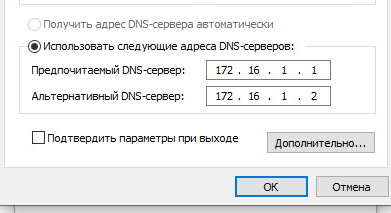 Получить адрес DNS-сервера автоматически
Использовать следующие адреса DNS-серверов:
Предпочитаемый DNS-сервер: 172 . 16 . 1 . 1
Альтернативный DNS-сервер: 172 . 16 . 1 . 2
Подтвердить параметры при выходе
Дополнительно...
ОК Отмена